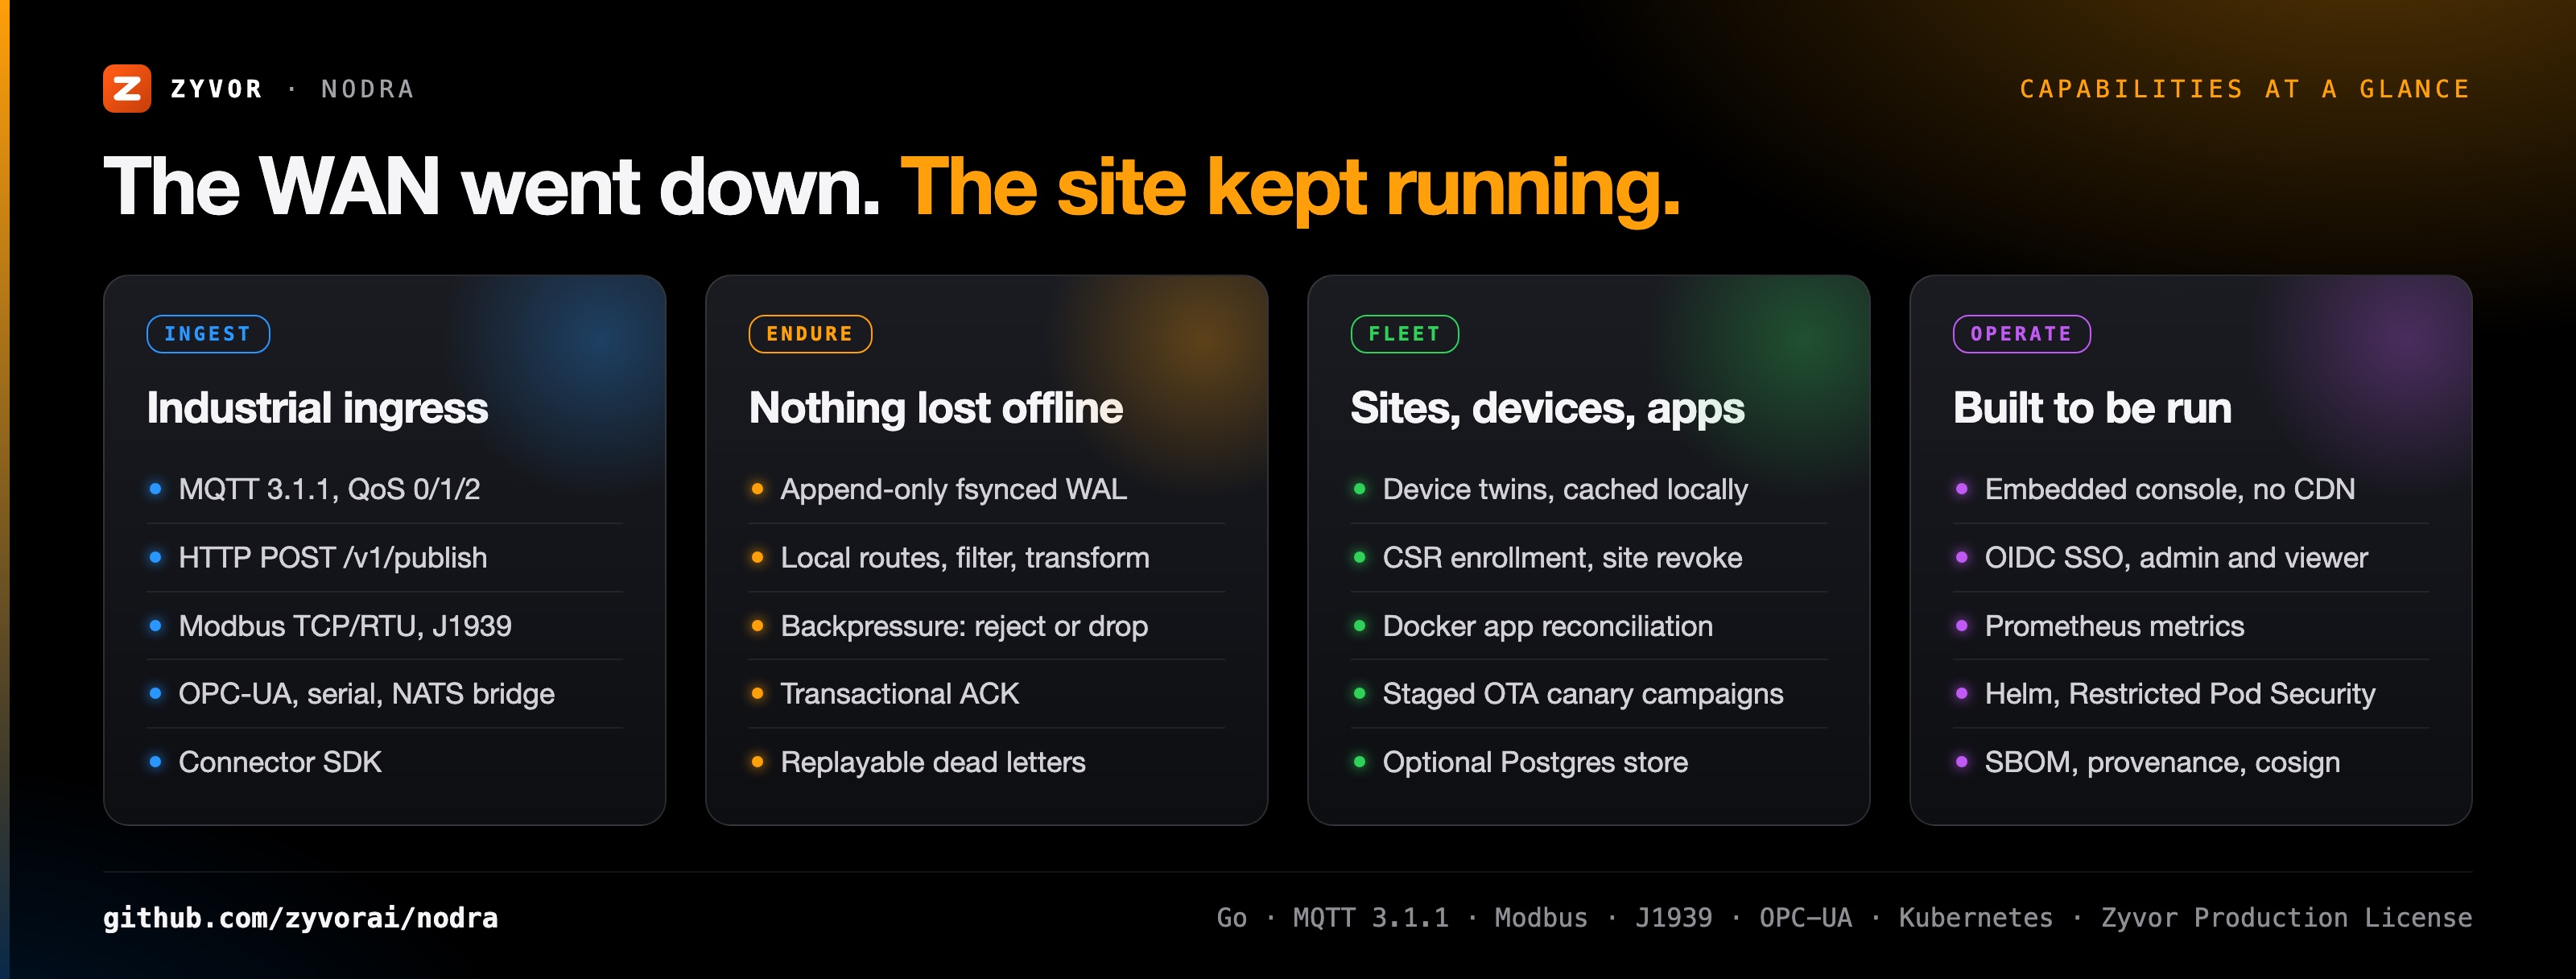 ZYVOR · NODRA
CAPABILITIES AT A GLANCE
The WAN went down. The site kept running.
INGEST
Industrial ingress
MQTT 3.1.1, QoS 0/1/2
HTTP POST /v1/publish
Modbus TCP/RTU, J1939
OPC-UA, serial, NATS bridge
Connector SDK
ENDURE
Nothing lost offline
Append-only fsynced WAL
Local routes, filter, transform
Backpressure: reject or drop
Transactional ACK
Replayable dead letters
FLEET
Sites, devices, apps
Device twins, cached locally
CSR enrollment, site revoke
Docker app reconciliation
Staged OTA canary campaigns
Optional Postgres store
OPERATE
Built to be run
Embedded console, no CDN
OIDC SSO, admin and viewer
Prometheus metrics
Helm, Restricted Pod Security
SBOM, provenance, cosign
github.com/zyvorai/nodra
Go · MQTT 3.1.1 · Modbus · J1939 · OPC-UA · Kubernetes · Zyvor Production License